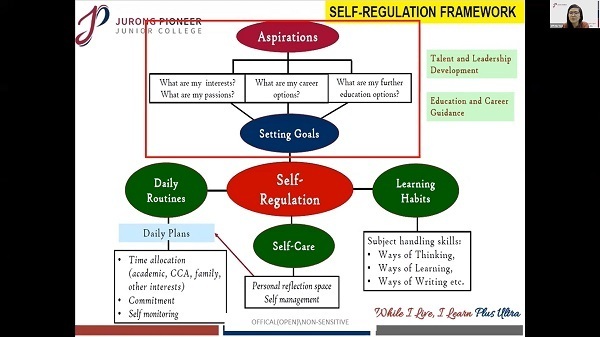 JURONG PIONEER
JUNIOR COLLEGE
SELF-REGULATION FRAMEWORK
Aspirations
What are my interests?
What are my passions?
What are my career
options?
What are my further
education options?
Talent and Leadership
Development
Education and Career
Guidance
Setting Goals
Daily
Routines
Self-
Regulation
Learning
Habits
Daily Plans
• Time allocation
(academic, CCA, family,
other interests)
• Commitment
• Self monitoring
Self-Care
Personal reflection space
Self management
Subject handling skills:
• Ways of Thinking,
• Ways of Learning,
• Ways of Writing etc.
While I Live, I Learn Plus Ultra
OFFICAL(OPEN)\NON-SENSITIVE